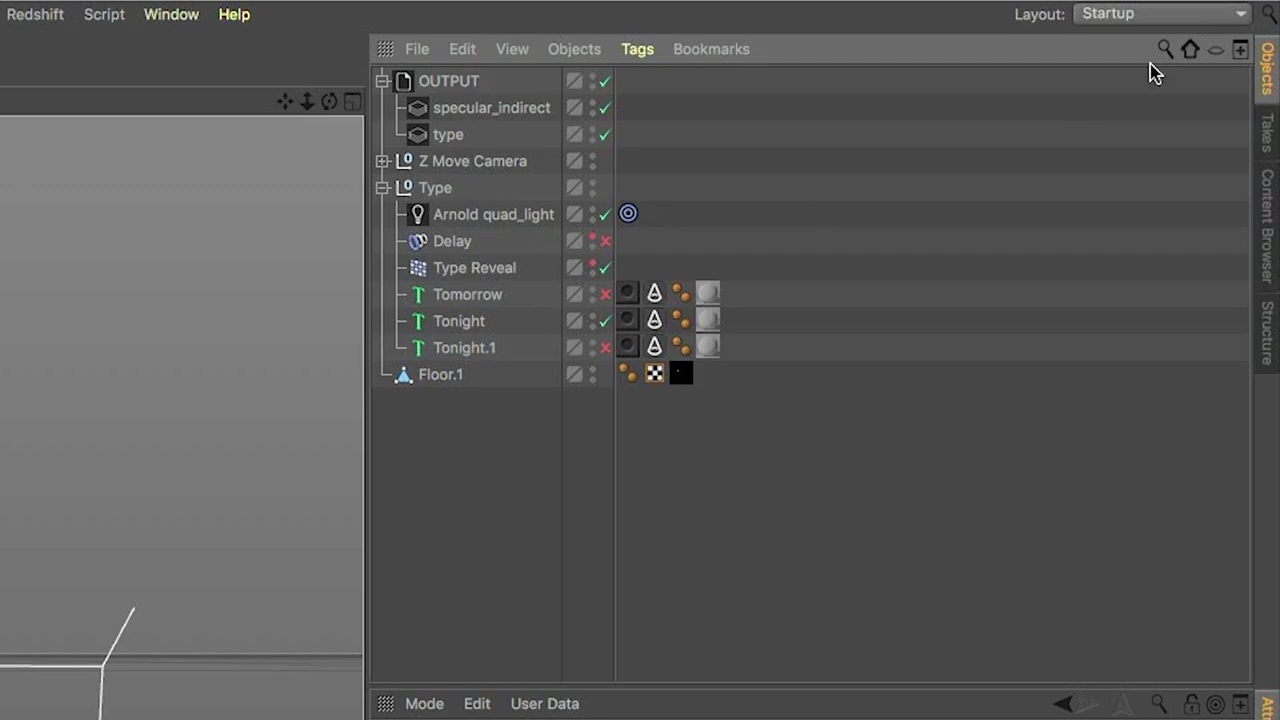 Redshift Script Window Help Layout: Startup
File Edit View Objects Tags Bookmarks
OUTPUT
specular_indirect
type
Z Move Camera
Type
Arnold quad_light
Delay
Type Reveal
Tomorrow
Tonight
Tonight.1
Floor.1
Mode Edit User Data
Objects
Takes
Content Browser
Structure